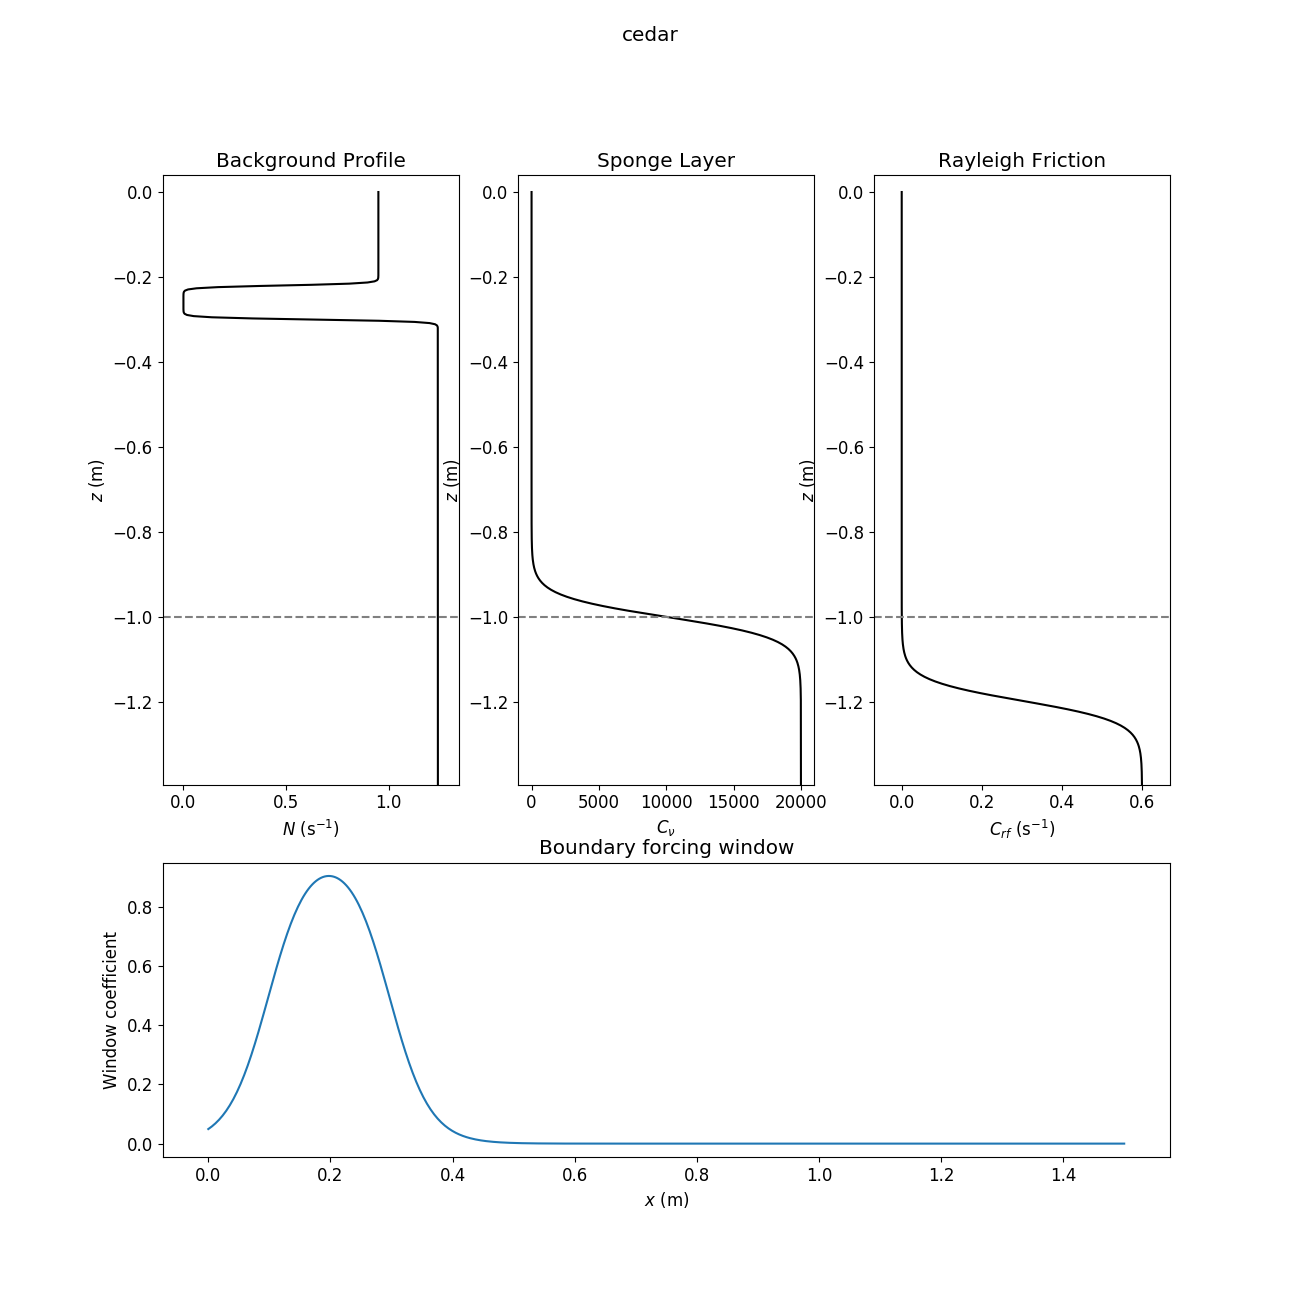 cedar
Background Profile
Sponge Layer
Rayleigh Friction
0.0
−0.2
−0.4
−0.6
−0.8
−1.0
−1.2
z (m)
0.0 0.5 1.0
N (s⁻¹)
0.0
−0.2
−0.4
−0.6
−0.8
−1.0
−1.2
z (m)
0 5000 10000 15000 20000
C_ν
0.0
−0.2
−0.4
−0.6
−0.8
−1.0
−1.2
z (m)
0.0 0.2 0.4 0.6
C_rf (s⁻¹)
Boundary forcing window
0.8
0.6
0.4
0.2
0.0
Window coefficient
0.0 0.2 0.4 0.6 0.8 1.0 1.2 1.4
x (m)